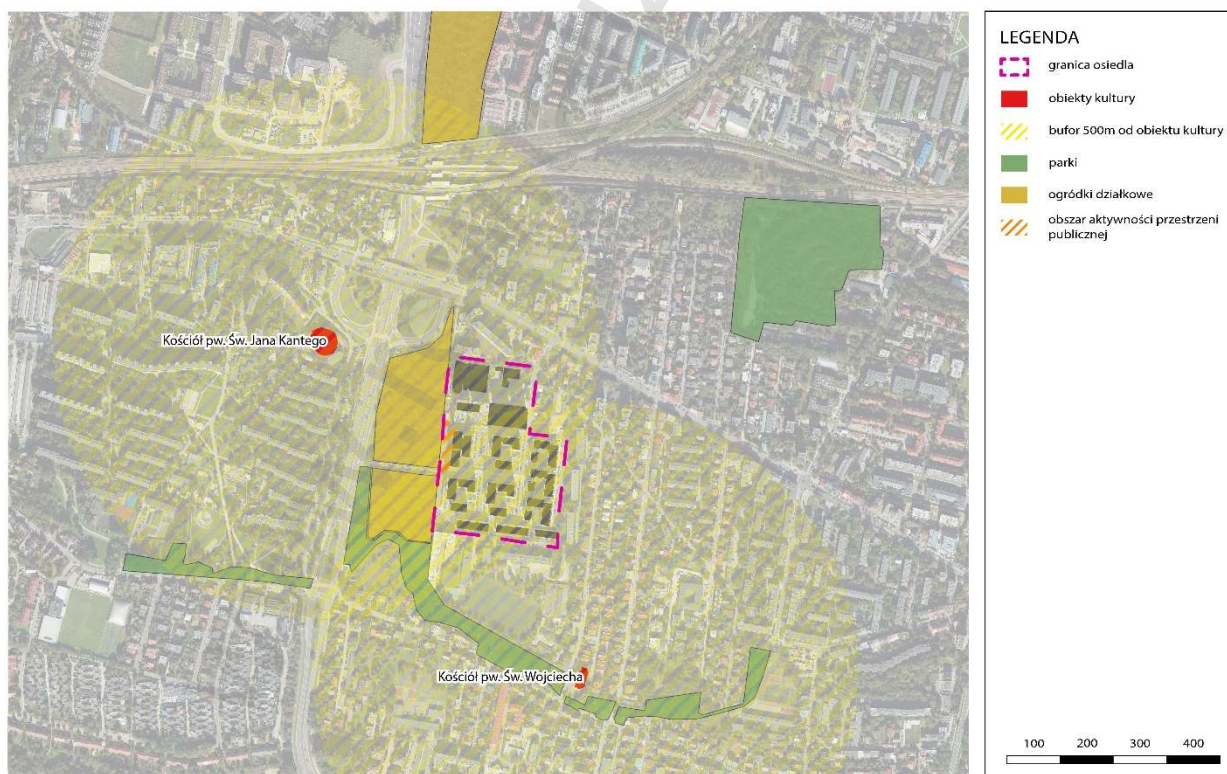 LEGENDA
granica osiedla
obiekty kultury
bufor 500m od obiektu kultury
parki
ogródki działkowe
obszar aktywności przestrzeni
publicznej
Kościół pw. Św. Jana Kantego
Kościół pw. Św. Wojciecha
100 200 300 400